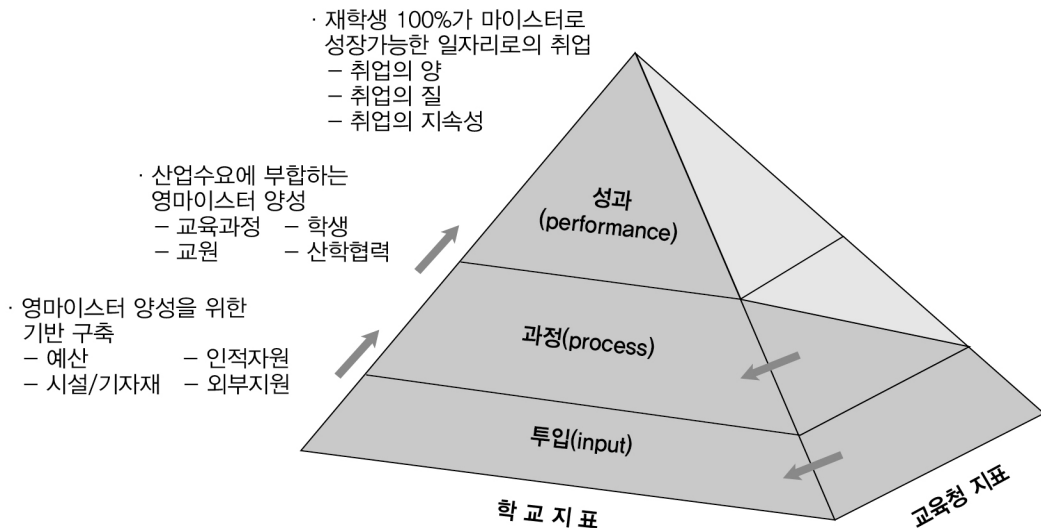 · 재학생 100%가 마이스터로
성장가능한 일자리로의 취업
– 취업의 양
– 취업의 질
– 취업의 지속성
· 산업수요에 부합하는
영마이스터 양성
– 교육과정 – 학생
– 교원 – 산학협력
· 영마이스터 양성을 위한
기반 구축
– 예산 – 인적자원
– 시설/기자재 – 외부지원
성과
(performance)
과정(process)
투입(input)
학 교 지 표
교육청 지표